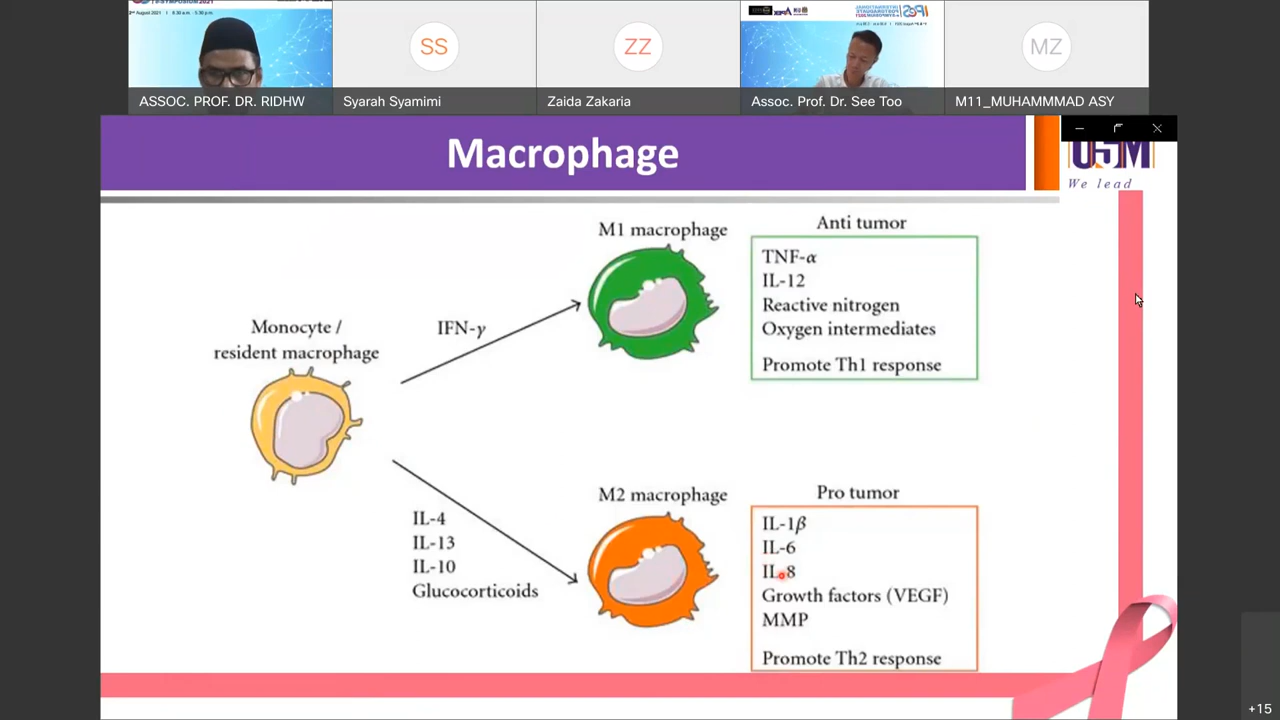 SYMPOSIUM 2021
SS
ZZ
MZ
ASSOC. PROF. DR. RIDHW
Syarah Syamimi
Zaida Zakaria
Assoc. Prof. Dr. See Too
M11_MUHAMMMAD ASY
Macrophage
USM
We lead
M1 macrophage
Anti tumor
TNF-α
IL-12
Reactive nitrogen
Oxygen intermediates
Promote Th1 response
Monocyte /
resident macrophage
IFN-γ
M2 macrophage
Pro tumor
IL-4
IL-13
IL-10
Glucocorticoids
IL-1β
IL-6
IL-8
Growth factors (VEGF)
MMP
Promote Th2 response
+15